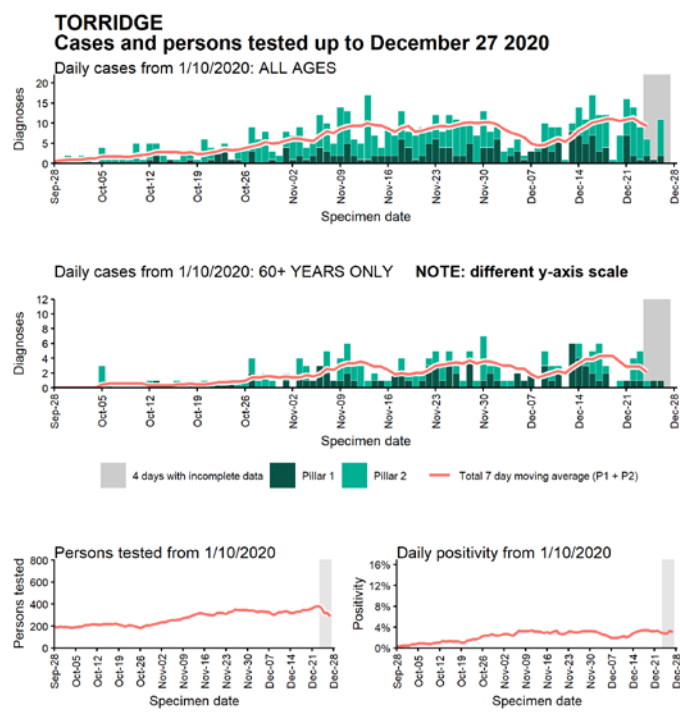 TORRIDGE
Cases and persons tested up to December 27 2020
Daily cases from 1/10/2020: ALL AGES
Diagnoses
20
15
10
5
0
Sep-28 Oct-05 Oct-12 Oct-19 Oct-26 Nov-02 Nov-09 Nov-16 Nov-23 Nov-30 Dec-07 Dec-14 Dec-21 Dec-28
Specimen date
Daily cases from 1/10/2020: 60+ YEARS ONLY NOTE: different y-axis scale
Diagnoses
12
10
8
6
4
2
0
Sep-28 Oct-05 Oct-12 Oct-19 Oct-26 Nov-02 Nov-09 Nov-16 Nov-23 Nov-30 Dec-07 Dec-14 Dec-21 Dec-28
Specimen date
4 days with incomplete data Pillar 1 Pillar 2 Total 7 day moving average (P1 + P2)
Persons tested from 1/10/2020
Persons tested
800
600
400
200
0
Sep-28 Oct-05 Oct-12 Oct-19 Oct-26 Nov-02 Nov-09 Nov-16 Nov-23 Nov-30 Dec-07 Dec-14 Dec-21 Dec-28
Specimen date
Daily positivity from 1/10/2020
Positivity
16%
12%
8%
4%
0%
Sep-28 Oct-05 Oct-12 Oct-19 Oct-26 Nov-02 Nov-09 Nov-16 Nov-23 Nov-30 Dec-07 Dec-14 Dec-21 Dec-28
Specimen date